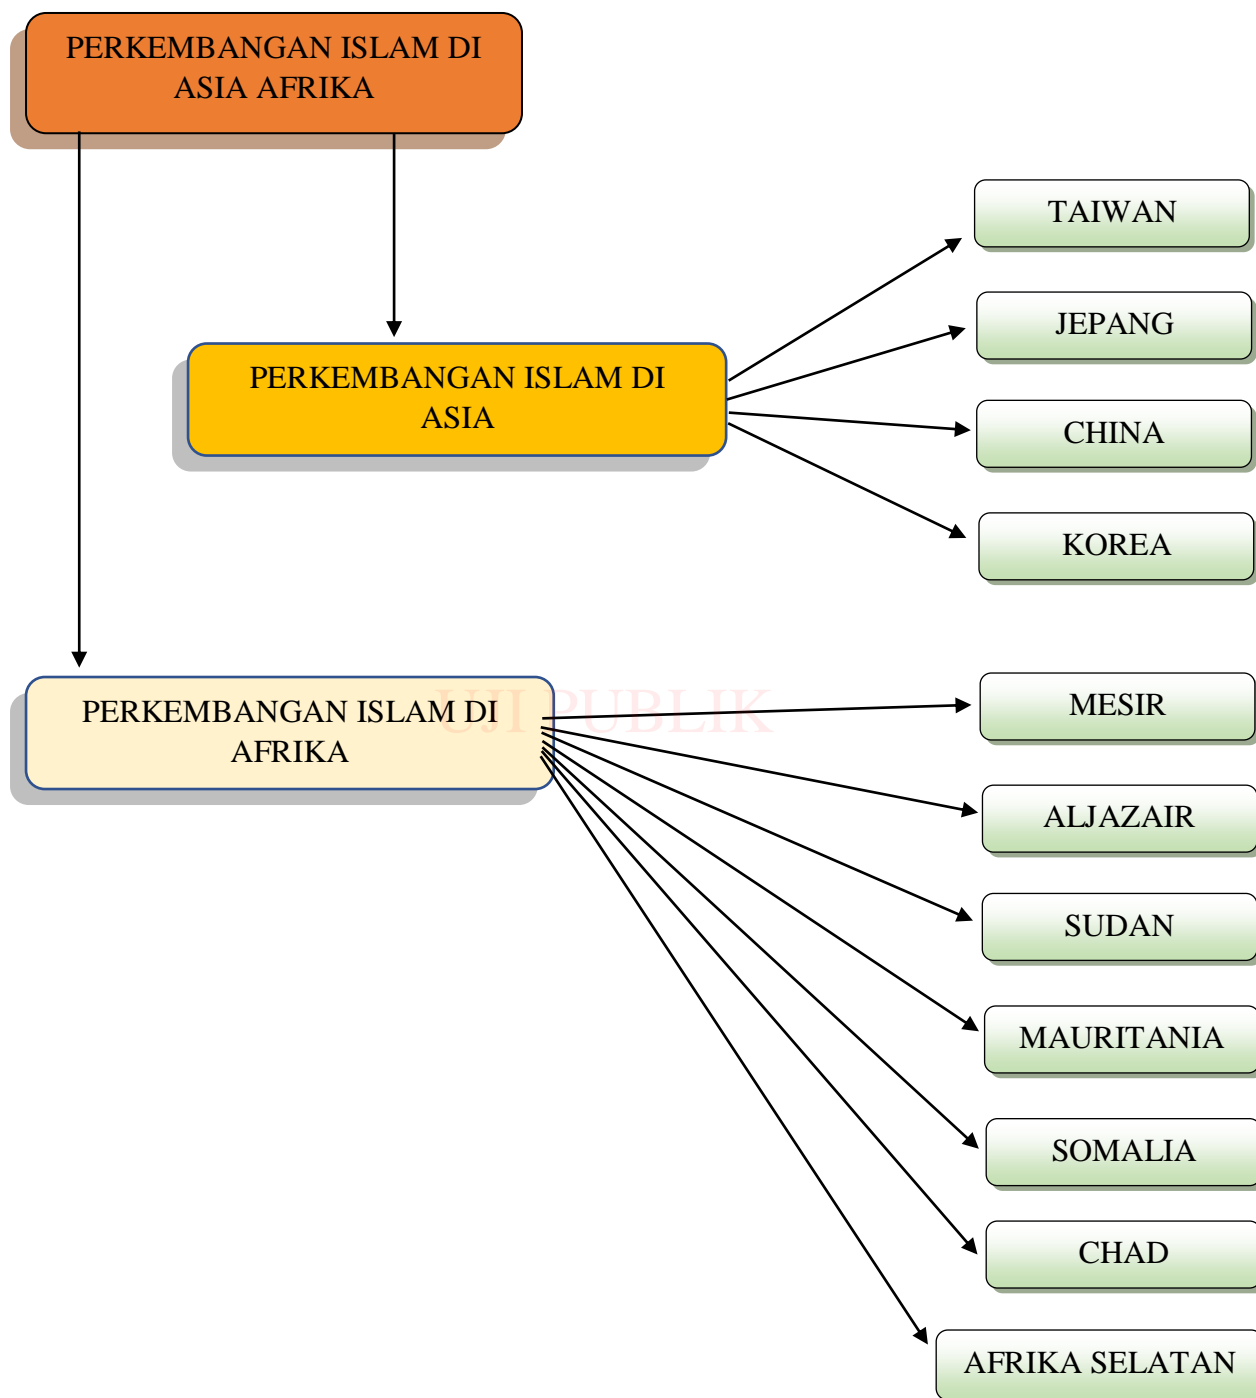 PERKEMBANGAN ISLAM DI
ASIA AFRIKA
TAIWAN
JEPANG
PERKEMBANGAN ISLAM DI
ASIA
CHINA
KOREA
PERKEMBANGAN ISLAM DI
AFRIKA
UJI PUBLIK
MESIR
ALJAZAIR
SUDAN
MAURITANIA
SOMALIA
CHAD
AFRIKA SELATAN